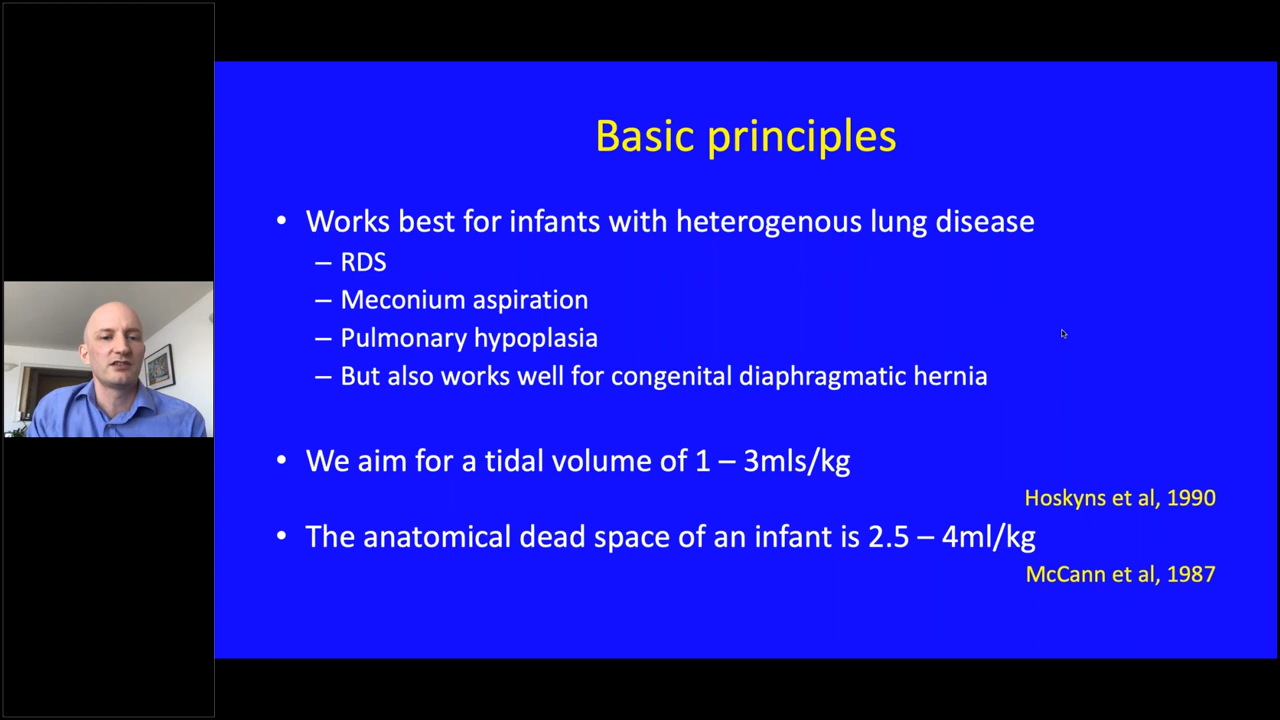 Basic principles
• Works best for infants with heterogenous lung disease
– RDS
– Meconium aspiration
– Pulmonary hypoplasia
– But also works well for congenital diaphragmatic hernia
• We aim for a tidal volume of 1 – 3mls/kg
Hoskyns et al, 1990
• The anatomical dead space of an infant is 2.5 – 4ml/kg
McCann et al, 1987